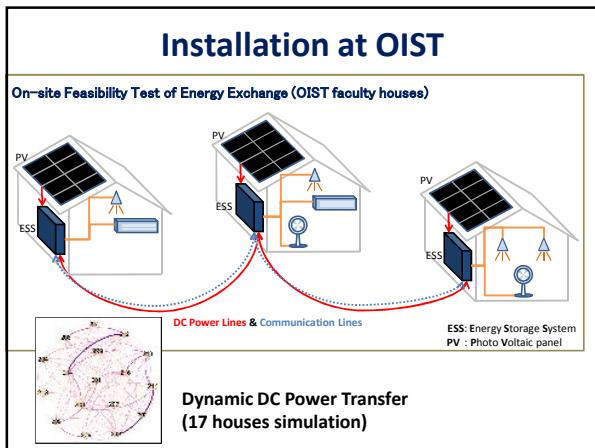 Installation at OIST
On-site Feasibility Test of Energy Exchange (OIST faculty houses)
PV
ESS
PV
ESS
PV
ESS
DC Power Lines & Communication Lines
ESS: Energy Storage System
PV : Photo Voltaic panel
Dynamic DC Power Transfer
(17 houses simulation)